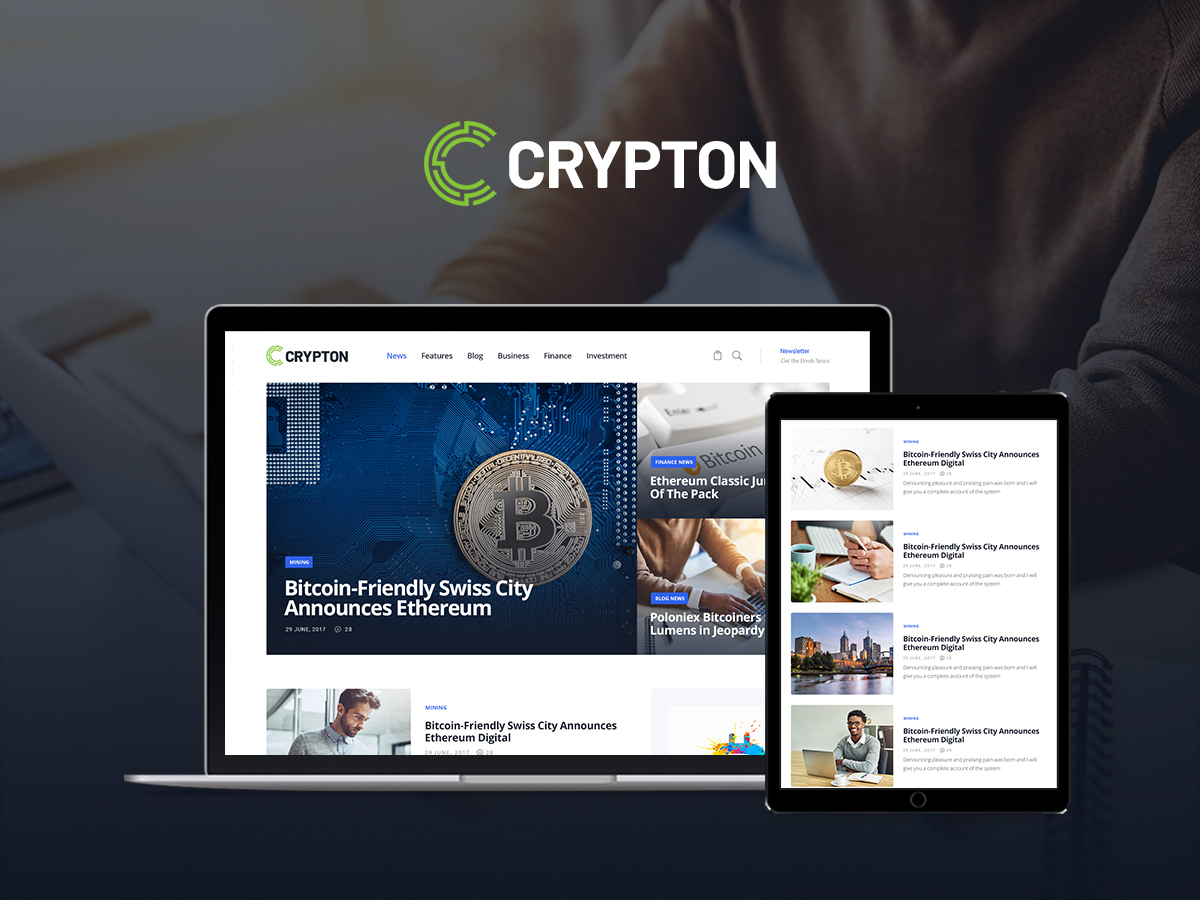 CRYPTON
CRYPTON
News
Features
Blog
Business
Finance
Investment
Newsletter
Get the Fresh News
MINING
Bitcoin-Friendly Swiss City
Announces Ethereum
29 JUNE, 2017
28
Enter
Bitcoin
FINANCE NEWS
Ethereum Classic Ju
Of The Pack
BLOG NEWS
Poloniex Bitcoiners
Lumens in Jeopardy
MINING
Bitcoin-Friendly Swiss City Announces
Ethereum Digital
29 JUNE, 2017
28
MINING
Bitcoin-Friendly Swiss City Announces
Ethereum Digital
29 JUNE, 2017
28
Denouncing pleasure and praising pain was born and I will
give you a complete account of the system
MINING
Bitcoin-Friendly Swiss City Announces
Ethereum Digital
29 JUNE, 2017
28
Denouncing pleasure and praising pain was born and I will
give you a complete account of the system
MINING
Bitcoin-Friendly Swiss City Announces
Ethereum Digital
29 JUNE, 2017
28
Denouncing pleasure and praising pain was born and I will
give you a complete account of the system
MINING
Bitcoin-Friendly Swiss City Announces
Ethereum Digital
29 JUNE, 2017
28
Denouncing pleasure and praising pain was born and I will
give you a complete account of the system